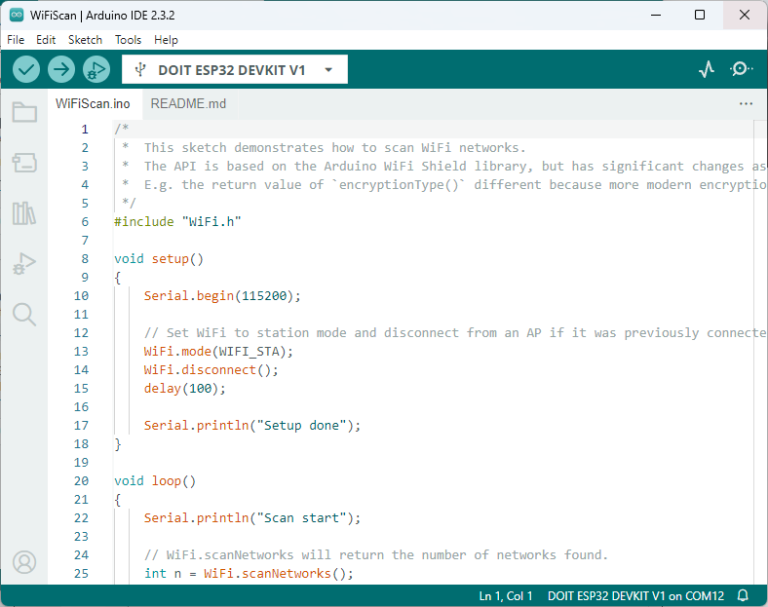 WiFiScan | Arduino IDE 2.3.2
File Edit Sketch Tools Help
DOIT ESP32 DEVKIT V1
WiFiScan.ino README.md
1 /*
2 * This sketch demonstrates how to scan WiFi networks.
3 * The API is based on the Arduino WiFi Shield library, but has significant changes as
4 * E.g. the return value of `encryptionType()` different because more modern encryptio
5 */
6 #include "WiFi.h"
7
8 void setup()
9 {
10 Serial.begin(115200);
11
12 // Set WiFi to station mode and disconnect from an AP if it was previously connecte
13 WiFi.mode(WIFI_STA);
14 WiFi.disconnect();
15 delay(100);
16
17 Serial.println("Setup done");
18 }
19
20 void loop()
21 {
22 Serial.println("Scan start");
23
24 // WiFi.scanNetworks will return the number of networks found.
25 int n = WiFi.scanNetworks();
Ln 1, Col 1 DOIT ESP32 DEVKIT V1 on COM12